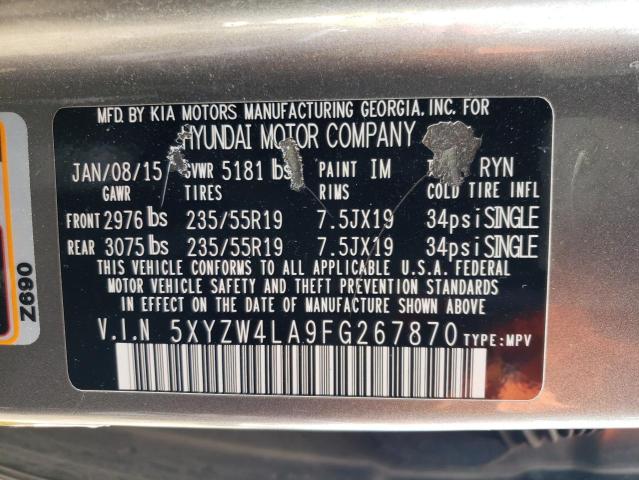 MFD. BY KIA MOTORS MANUFACTURING GEORGIA, INC. FOR
HYUNDAI MOTOR COMPANY
JAN/08/15 GVWR 5181 lbs PAINT IM RYN
GAWR TIRES RIMS COLD TIRE INFL
FRONT 2976 lbs 235/55R19 7.5JX19 34psi SINGLE
REAR 3075 lbs 235/55R19 7.5JX19 34psi SINGLE
THIS VEHICLE CONFORMS TO ALL APPLICABLE U.S.A. FEDERAL
MOTOR VEHICLE SAFETY AND THEFT PREVENTION STANDARDS
IN EFFECT ON THE DATE OF MANUFACTURE SHOWN ABOVE
V.I.N 5XYZW4LA9FG267870 TYPE:MPV
Z690